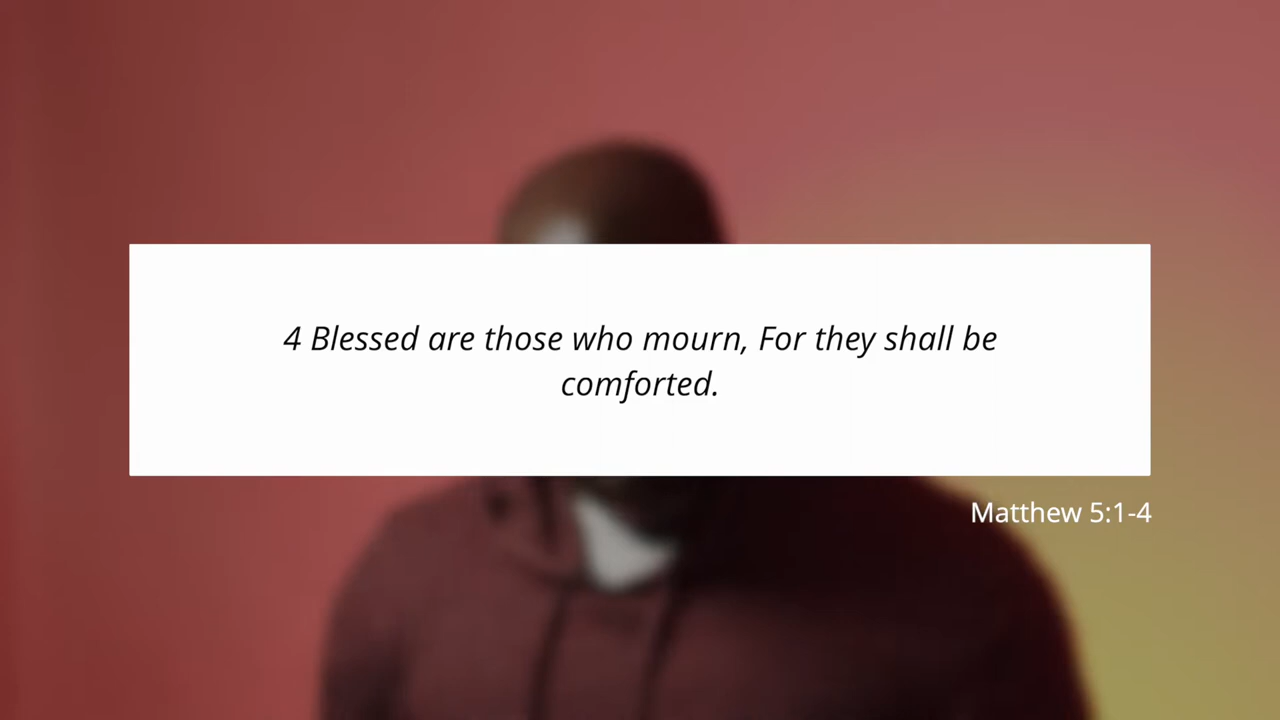 4 Blessed are those who mourn, For they shall be
comforted.
Matthew 5:1-4